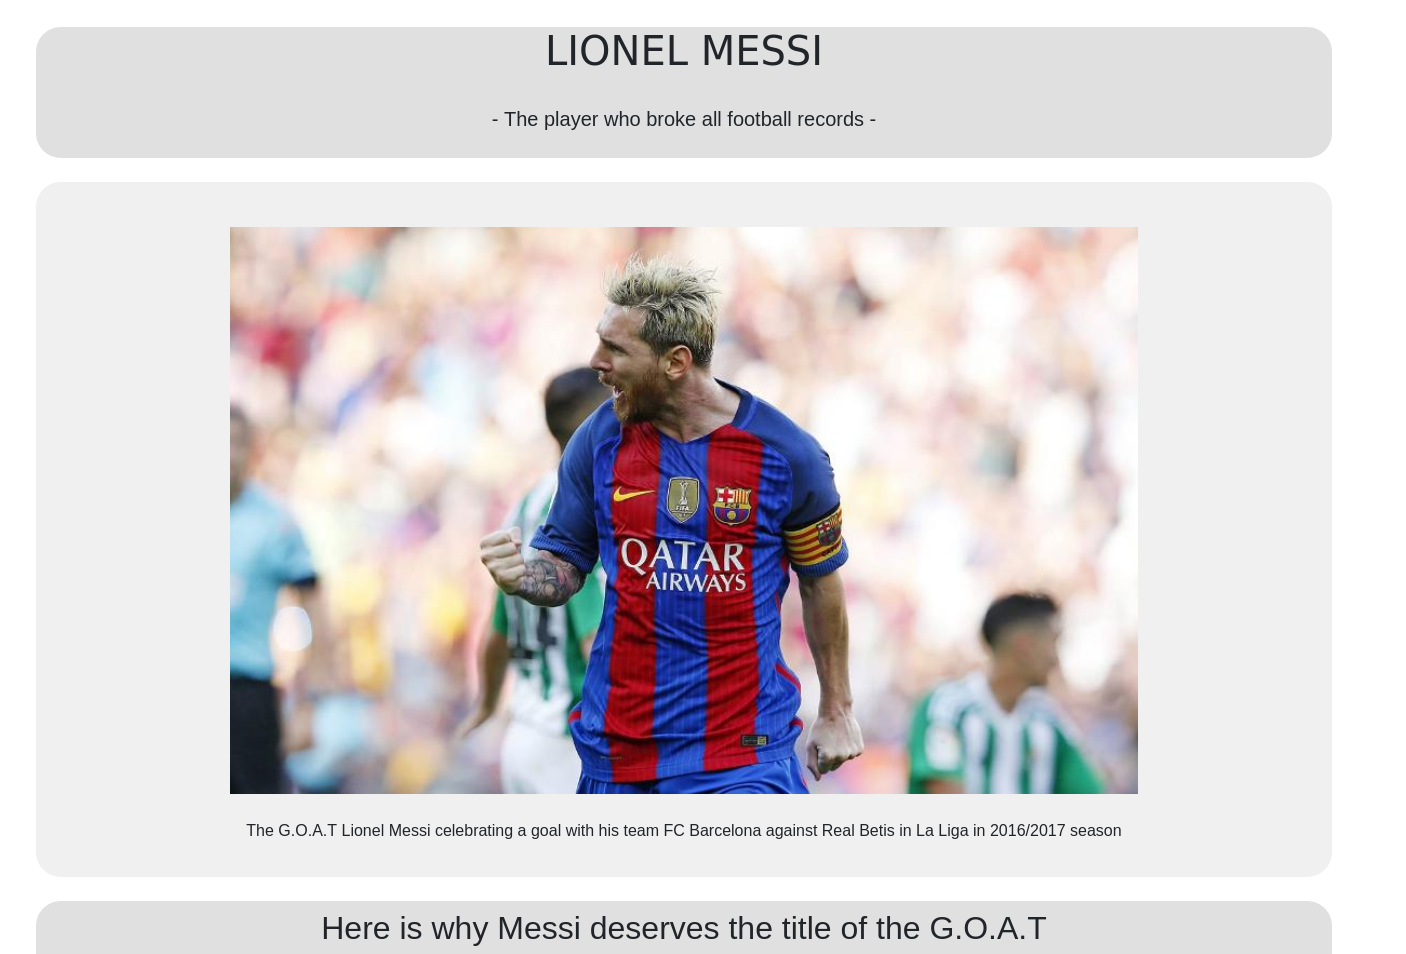 LIONEL MESSI
- The player who broke all football records -
FIFA
FCB
QATAR
AIRWAYS
The G.O.A.T Lionel Messi celebrating a goal with his team FC Barcelona against Real Betis in La Liga in 2016/2017 season
Here is why Messi deserves the title of the G.O.A.T